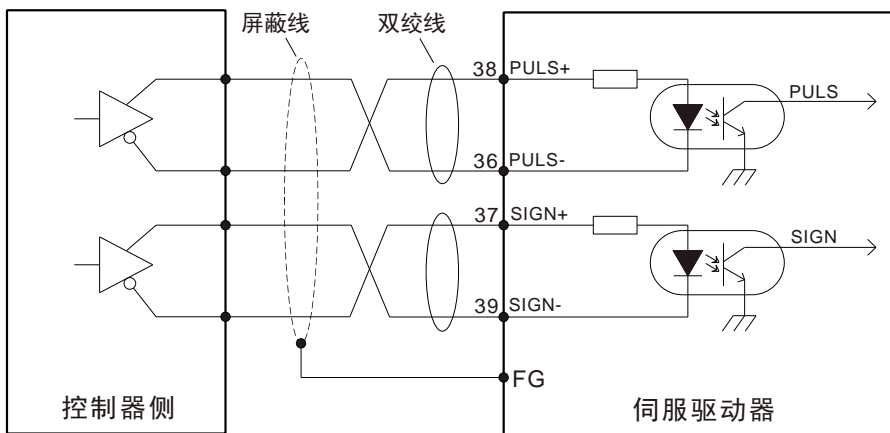 屏蔽线
双绞线
38 PULS+
PULS
36 PULS-
37 SIGN+
SIGN
39 SIGN-
FG
控制器侧
伺服驱动器